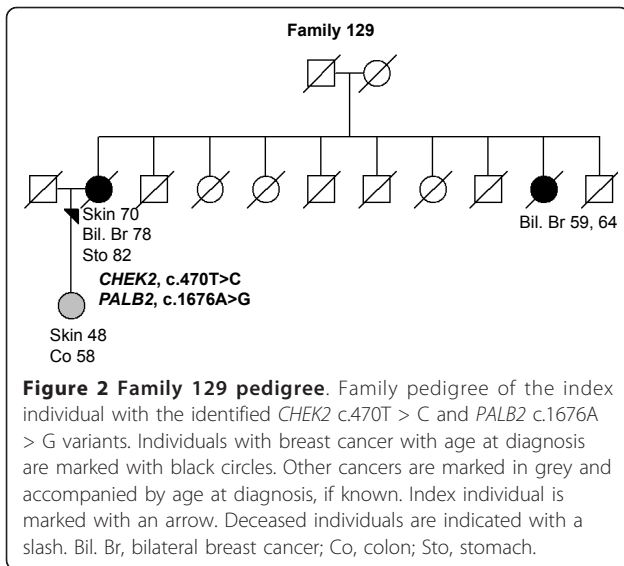 Family 129
Skin 70
Bil. Br 78
Sto 82
Bil. Br 59, 64
CHEK2, c.470T>C
PALB2, c.1676A>G
Skin 48
Co 58
Figure 2 Family 129 pedigree. Family pedigree of the index
individual with the identified CHEK2 c.470T > C and PALB2 c.1676A
> G variants. Individuals with breast cancer with age at diagnosis
are marked with black circles. Other cancers are marked in grey and
accompanied by age at diagnosis, if known. Index individual is
marked with an arrow. Deceased individuals are indicated with a
slash. Bil. Br, bilateral breast cancer; Co, colon; Sto, stomach.